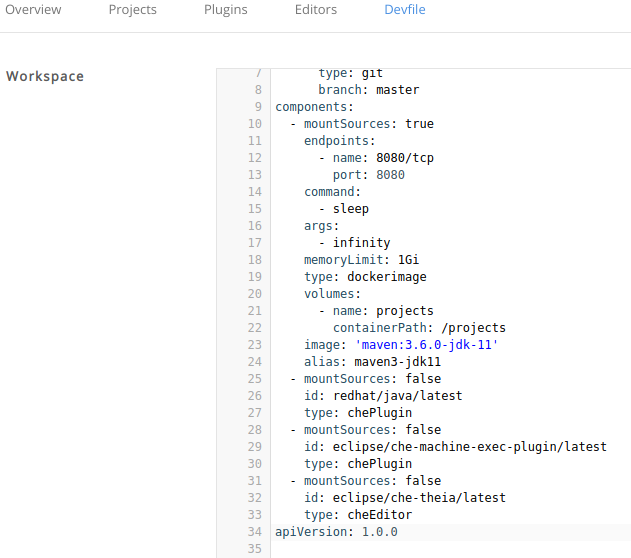 Overview Projects Plugins Editors Devfile
Workspace
7       type: git
8       branch: master
9 components:
10   - mountSources: true
11     endpoints:
12       - name: 8080/tcp
13         port: 8080
14     command:
15       - sleep
16     args:
17       - infinity
18     memoryLimit: 1Gi
19     type: dockerimage
20     volumes:
21       - name: projects
22         containerPath: /projects
23     image: 'maven:3.6.0-jdk-11'
24     alias: maven3-jdk11
25   - mountSources: false
26     id: redhat/java/latest
27     type: chePlugin
28   - mountSources: false
29     id: eclipse/che-machine-exec-plugin/latest
30     type: chePlugin
31   - mountSources: false
32     id: eclipse/che-theia/latest
33     type: cheEditor
34 apiVersion: 1.0.0
35